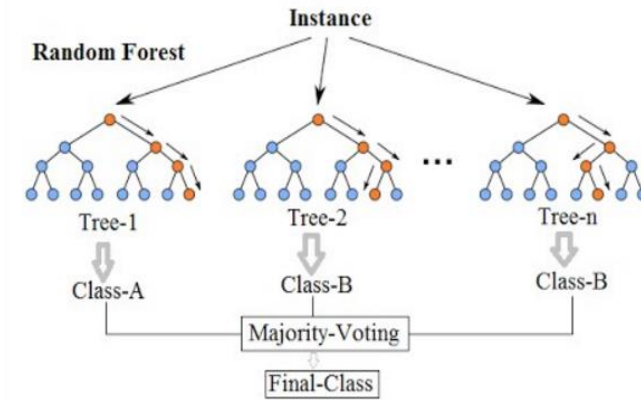 Instance
Random Forest
...
Tree-1
Tree-2
Tree-n
Class-A
Class-B
Class-B
Majority-Voting
Final-Class